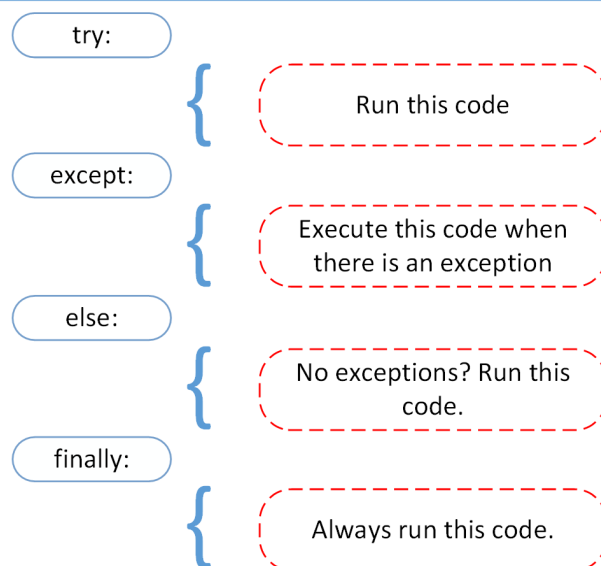 try:
Run this code
except:
Execute this code when
there is an exception
else:
No exceptions? Run this
code.
finally:
Always run this code.